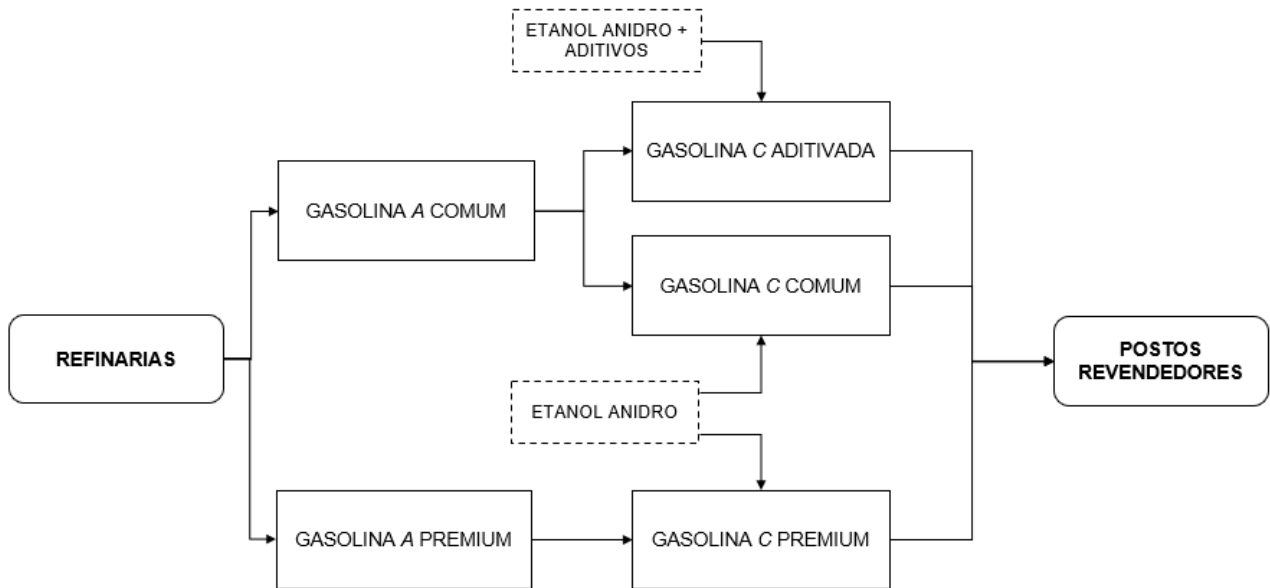 ETANOL ANIDRO +
ADITIVOS
GASOLINA C ADITIVADA
GASOLINA A COMUM
GASOLINA C COMUM
REFINARIAS
POSTOS
REVENDEDORES
ETANOL ANIDRO
GASOLINA A PREMIUM
GASOLINA C PREMIUM